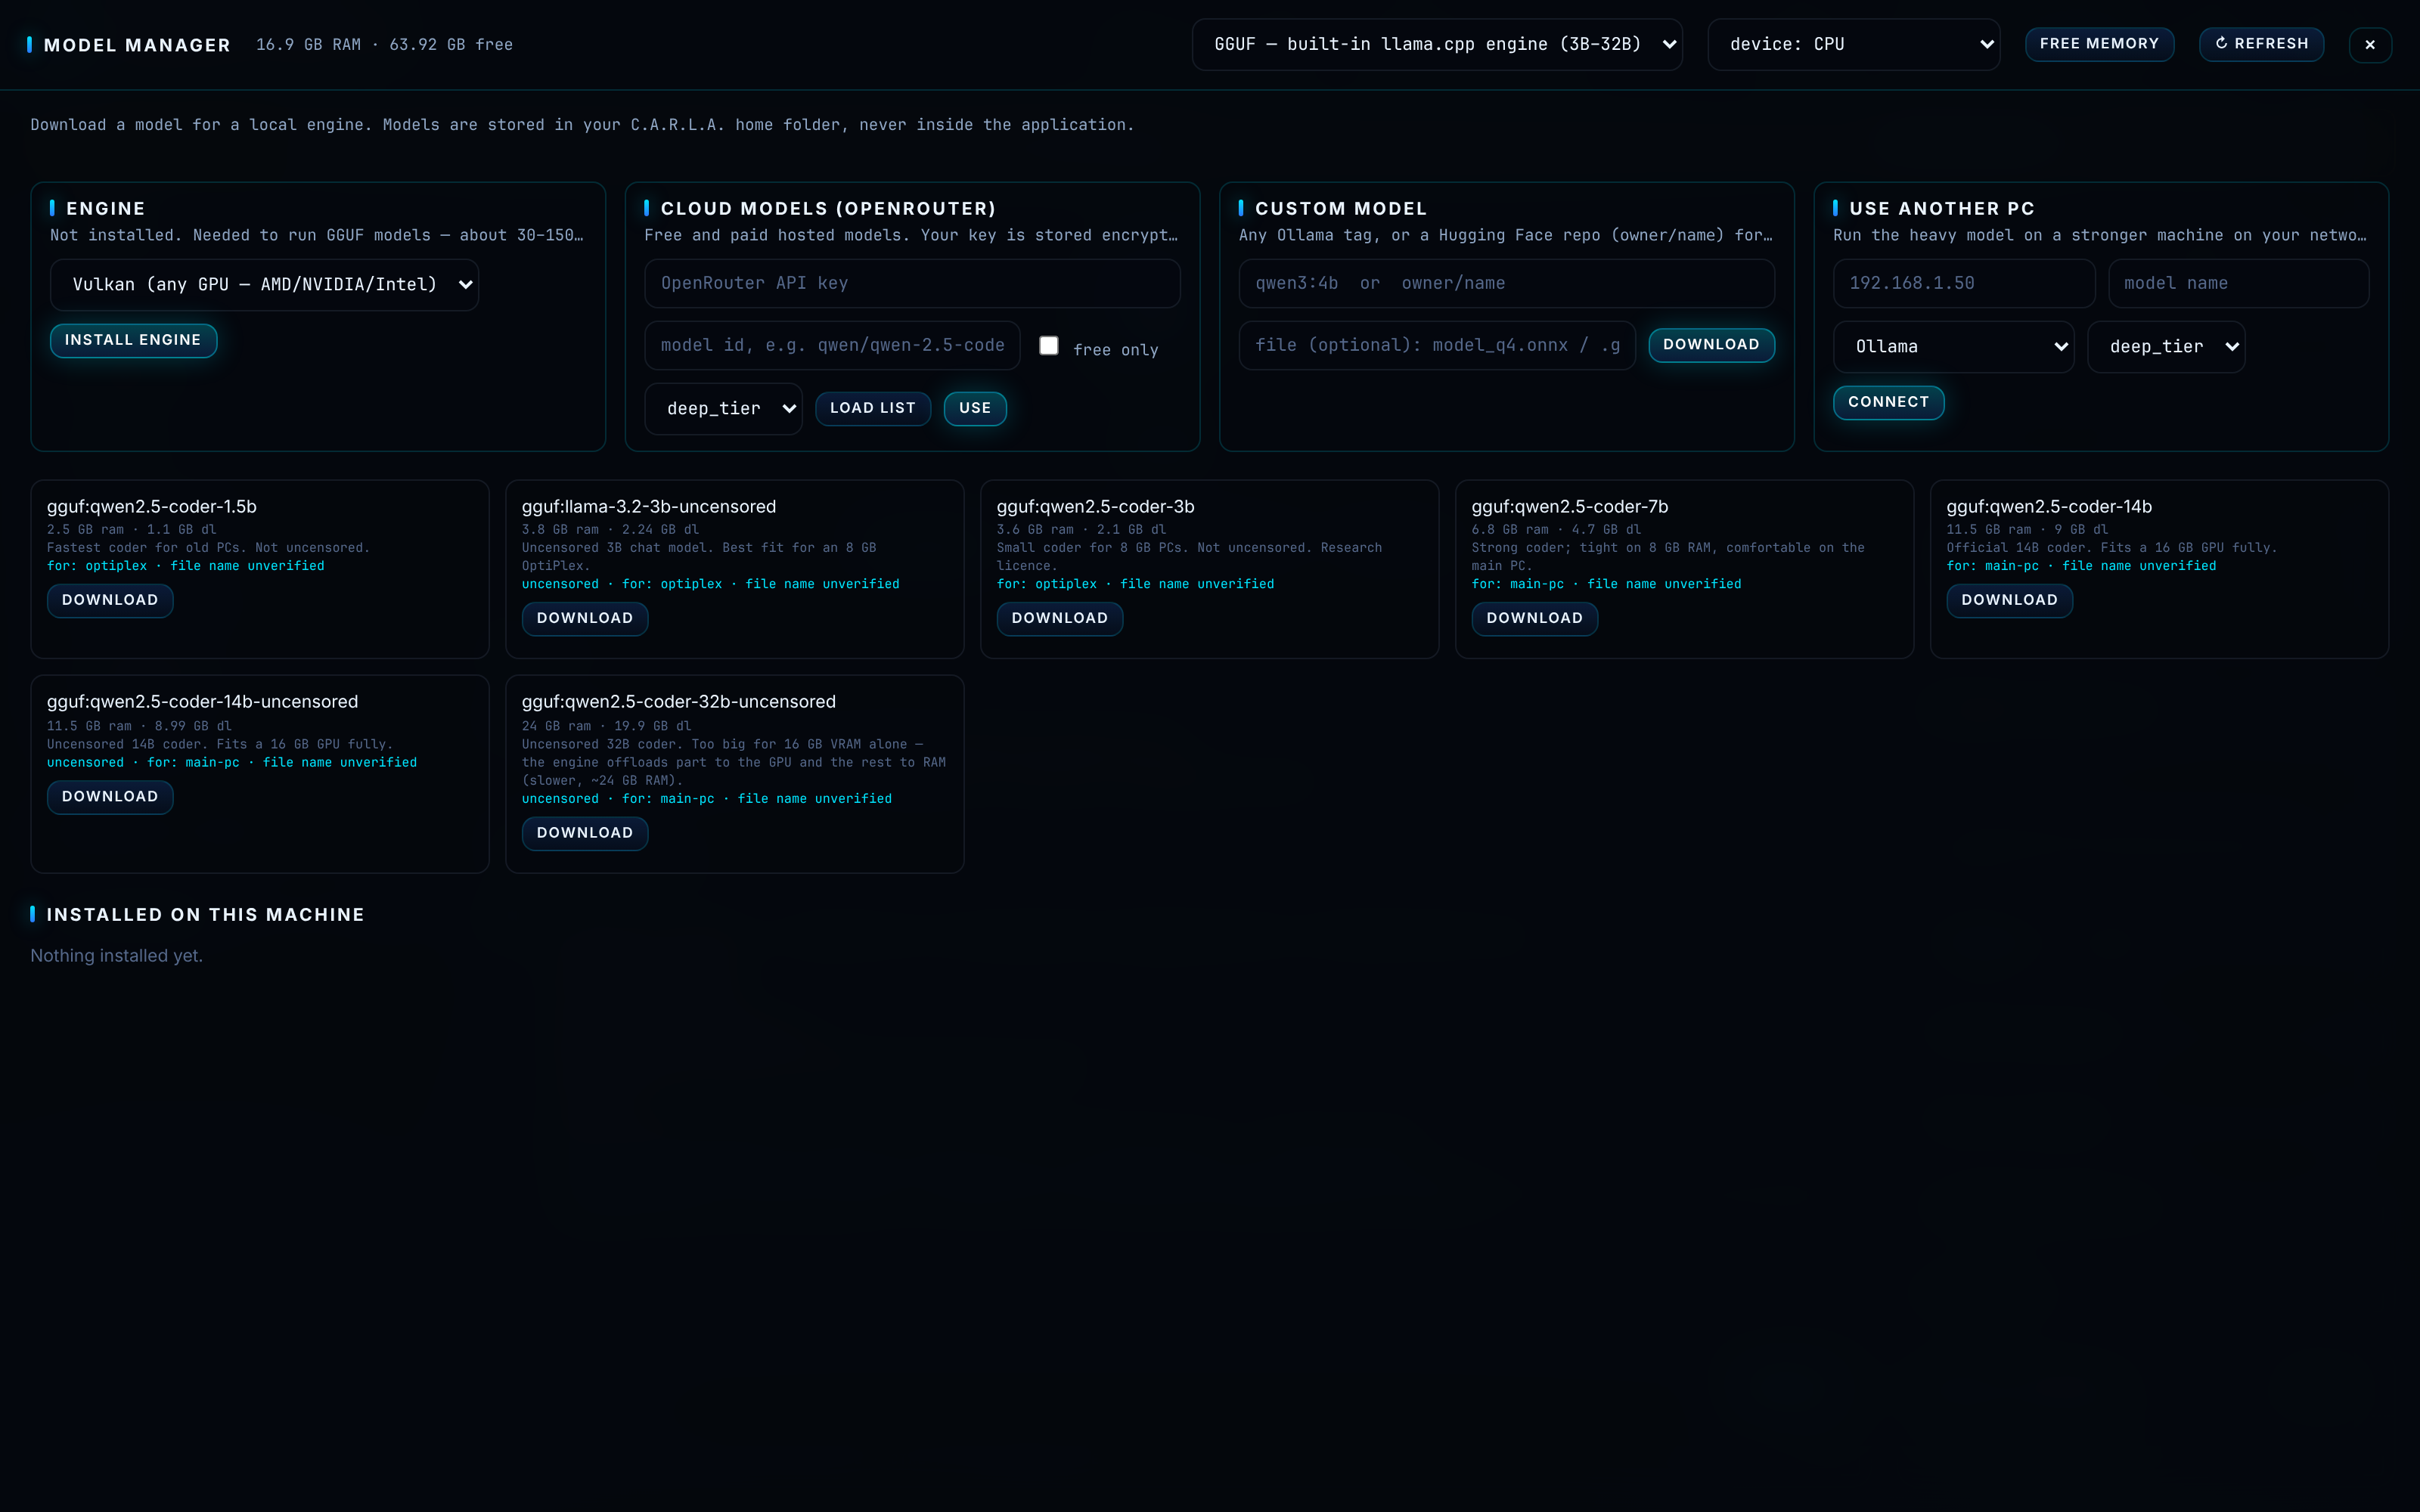 MODEL MANAGER
16.9 GB RAM · 63.92 GB free
GGUF — built-in llama.cpp engine (3B–32B)
device: CPU
FREE MEMORY
↻ REFRESH
×
Download a model for a local engine. Models are stored in your C.A.R.L.A. home folder, never inside the application.
ENGINE
Not installed. Needed to run GGUF models — about 30–150…
Vulkan (any GPU — AMD/NVIDIA/Intel)
INSTALL ENGINE
CLOUD MODELS (OPENROUTER)
Free and paid hosted models. Your key is stored encrypt…
OpenRouter API key
model id, e.g. qwen/qwen-2.5-code
free only
deep_tier
LOAD LIST
USE
CUSTOM MODEL
Any Ollama tag, or a Hugging Face repo (owner/name) for…
qwen3:4b or owner/name
file (optional): model_q4.onnx / .g
DOWNLOAD
USE ANOTHER PC
Run the heavy model on a stronger machine on your netwo…
192.168.1.50
model name
Ollama
deep_tier
CONNECT
gguf:qwen2.5-coder-1.5b
2.5 GB ram · 1.1 GB dl
Fastest coder for old PCs. Not uncensored.
for: optiplex · file name unverified
DOWNLOAD
gguf:llama-3.2-3b-uncensored
3.8 GB ram · 2.24 GB dl
Uncensored 3B chat model. Best fit for an 8 GB
OptiPlex.
uncensored · for: optiplex · file name unverified
DOWNLOAD
gguf:qwen2.5-coder-3b
3.6 GB ram · 2.1 GB dl
Small coder for 8 GB PCs. Not uncensored. Research
licence.
for: optiplex · file name unverified
DOWNLOAD
gguf:qwen2.5-coder-7b
6.8 GB ram · 4.7 GB dl
Strong coder; tight on 8 GB RAM, comfortable on the
main PC.
for: main-pc · file name unverified
DOWNLOAD
gguf:qwen2.5-coder-14b
11.5 GB ram · 9 GB dl
Official 14B coder. Fits a 16 GB GPU fully.
for: main-pc · file name unverified
DOWNLOAD
gguf:qwen2.5-coder-14b-uncensored
11.5 GB ram · 8.99 GB dl
Uncensored 14B coder. Fits a 16 GB GPU fully.
uncensored · for: main-pc · file name unverified
DOWNLOAD
gguf:qwen2.5-coder-32b-uncensored
24 GB ram · 19.9 GB dl
Uncensored 32B coder. Too big for 16 GB VRAM alone —
the engine offloads part to the GPU and the rest to RAM
(slower, ~24 GB RAM).
uncensored · for: main-pc · file name unverified
DOWNLOAD
INSTALLED ON THIS MACHINE
Nothing installed yet.